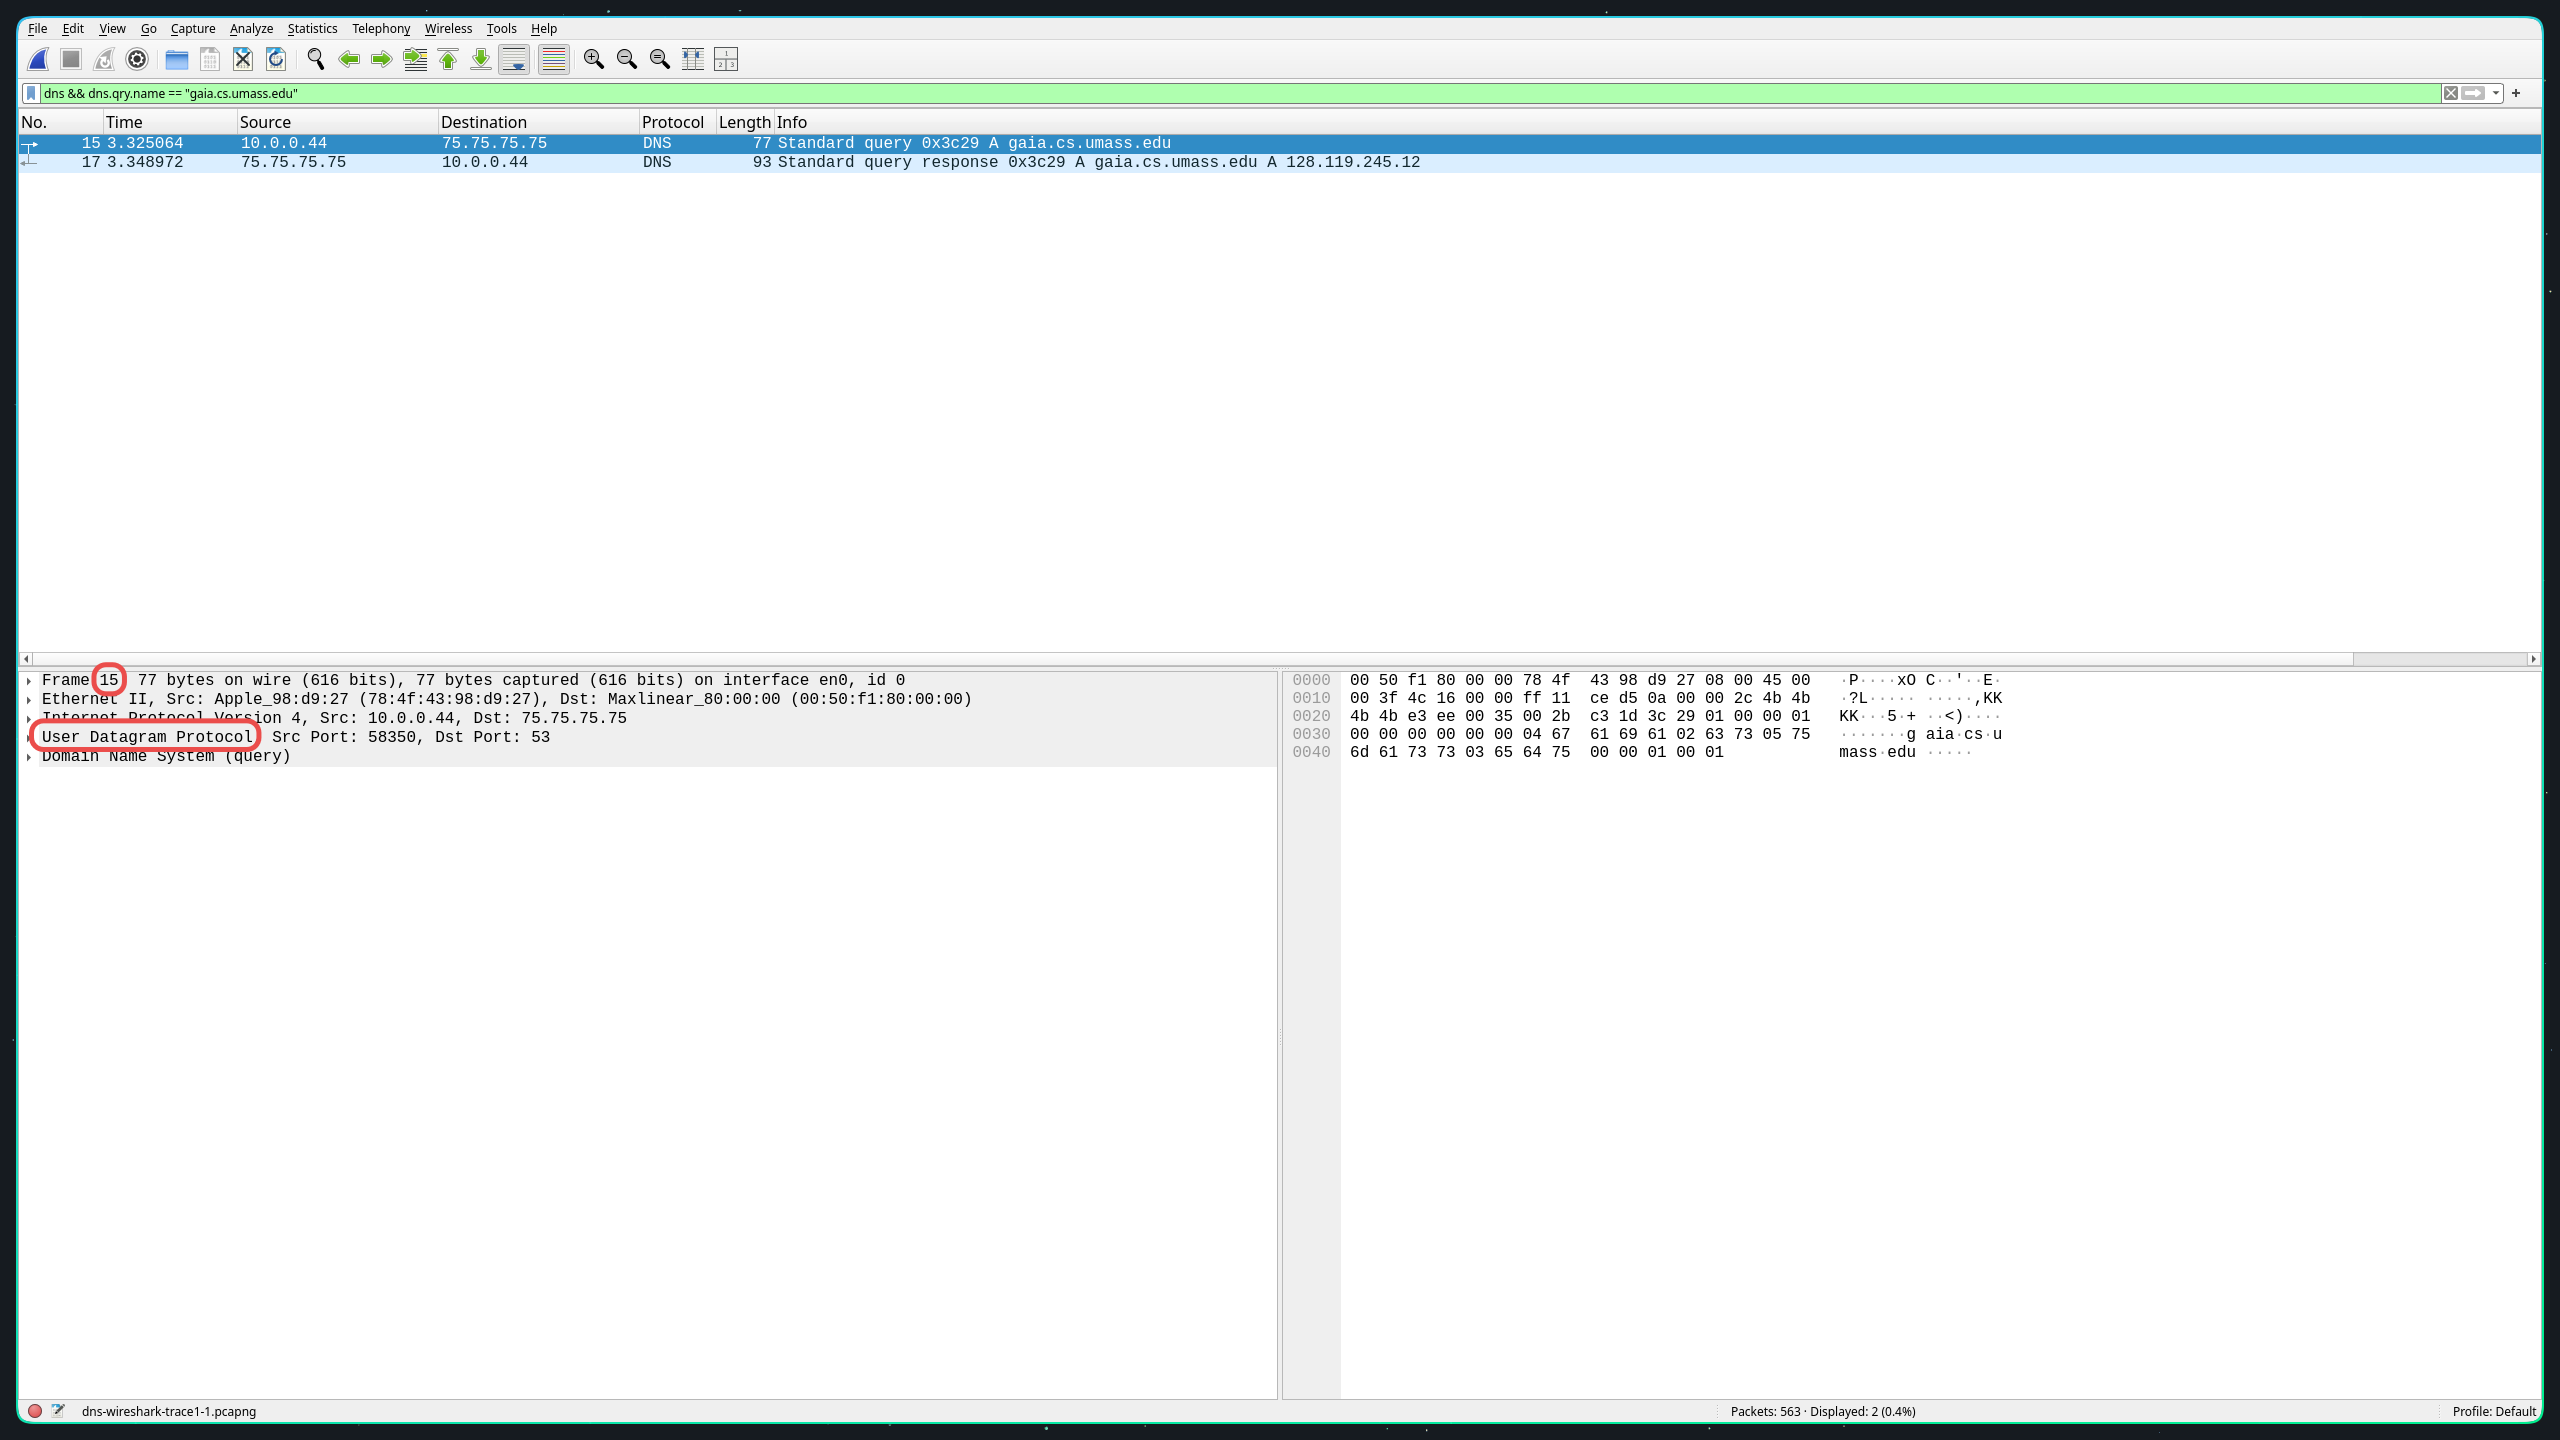 File Edit View Go Capture Analyze Statistics Telephony Wireless Tools Help
dns && dns.qry.name == "gaia.cs.umass.edu"
No. Time Source Destination Protocol Length Info
15 3.325064 10.0.0.44 75.75.75.75 DNS 77 Standard query 0x3c29 A gaia.cs.umass.edu
17 3.348972 75.75.75.75 10.0.0.44 DNS 93 Standard query response 0x3c29 A gaia.cs.umass.edu A 128.119.245.12
Frame 15 77 bytes on wire (616 bits), 77 bytes captured (616 bits) on interface en0, id 0
Ethernet II, Src: Apple_98:d9:27 (78:4f:43:98:d9:27), Dst: Maxlinear_80:00:00 (00:50:f1:80:00:00)
Internet Protocol Version 4, Src: 10.0.0.44, Dst: 75.75.75.75
User Datagram Protocol Src Port: 58350, Dst Port: 53
Domain Name System (query)
0000 00 50 f1 80 00 00 78 4f 43 98 d9 27 08 00 45 00 ·P····xO C··'··E·
0010 00 3f 4c 16 00 00 ff 11 ce d5 0a 00 00 2c 4b 4b ·?L····· ·····,KK
0020 4b 4b e3 ee 00 35 00 2b c3 1d 3c 29 01 00 00 01 KK···5·+ ··<)····
0030 00 00 00 00 00 00 04 67 61 69 61 02 63 73 05 75 ·······g aia·cs·u
0040 6d 61 73 73 03 65 64 75 00 00 01 00 01 mass·edu ·····
dns-wireshark-trace1-1.pcapng
Packets: 563 · Displayed: 2 (0.4%)
Profile: Default